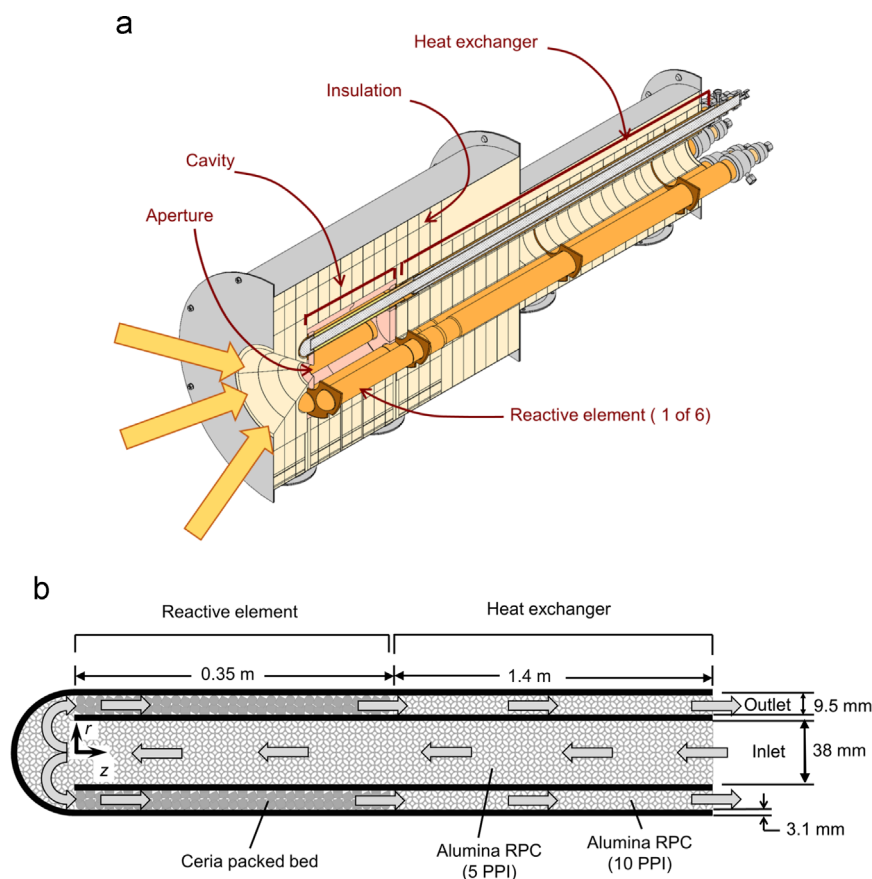 a
Heat exchanger
Insulation
Cavity
Aperture
Reactive element ( 1 of 6)
b
Reactive element
Heat exchanger
0.35 m
1.4 m
Outlet
9.5 mm
r
Inlet
38 mm
z
3.1 mm
Ceria packed bed
Alumina RPC
(5 PPI)
Alumina RPC
(10 PPI)